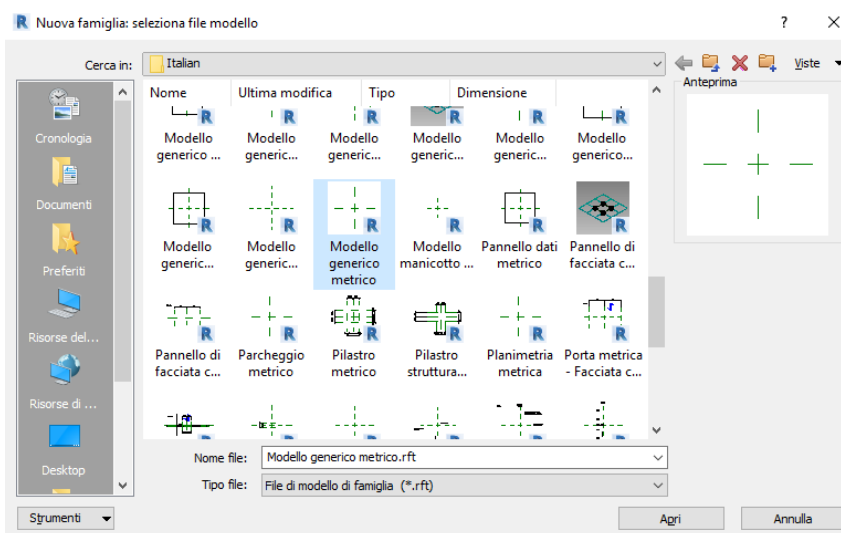 Nuova famiglia: seleziona file modello
?
Cerca in:
Italian
Viste
Nome Ultima modifica Tipo Dimensione
Anteprima
Cronologia
Documenti
Preferiti
Risorse del...
Risorse di ...
Desktop
Modello generico ...
Modello generic...
Modello generic...
Modello generic...
Modello generic...
Modello generico...
Modello generic...
Modello generic...
Modello generico metrico
Modello manicotto ...
Pannello dati metrico
Pannello di facciata c...
Pannello di facciata c...
Parcheggio metrico
Pilastro metrico
Pilastro struttura...
Planimetria metrica
Porta metrica - Facciata c...
Nome file:
Modello generico metrico.rft
Tipo file:
File di modello di famiglia (*.rft)
Strumenti
Apri
Annulla